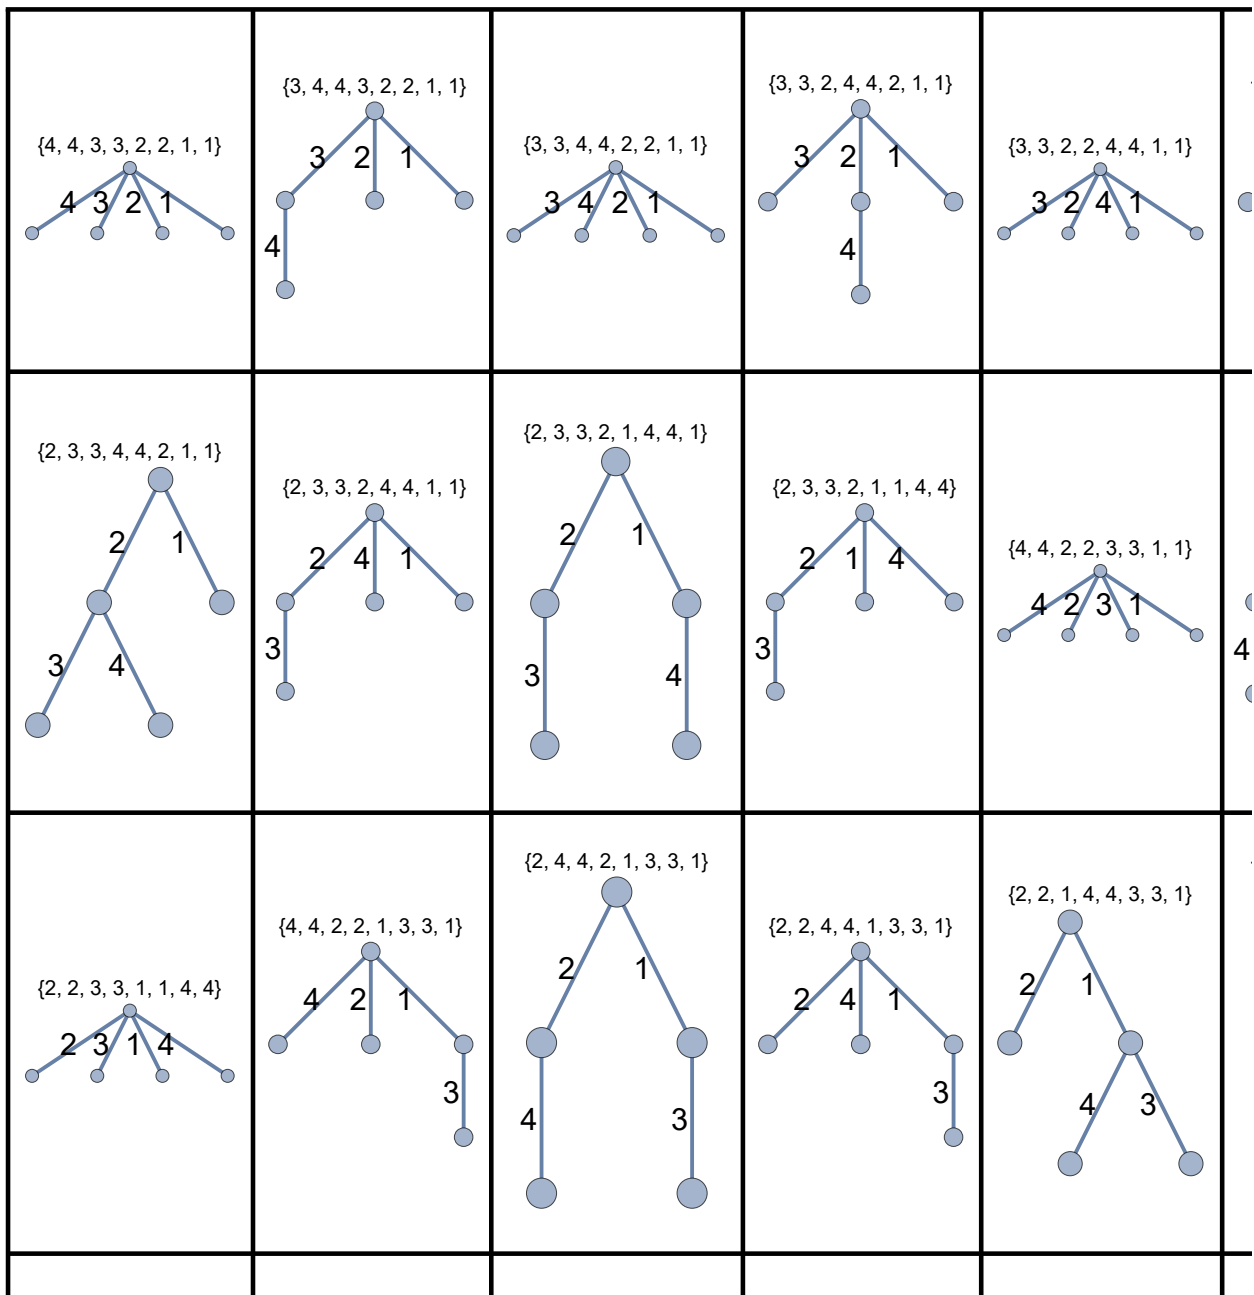 {4, 4, 3, 3, 2, 2, 1, 1}
4 3 2 1
{3, 4, 4, 3, 2, 2, 1, 1}
3 2 1
4
{3, 3, 4, 4, 2, 2, 1, 1}
3 4 2 1
{3, 3, 2, 4, 4, 2, 1, 1}
3 2 1
4
{3, 3, 2, 2, 4, 4, 1, 1}
3 2 4 1
{2, 3, 3, 4, 4, 2, 1, 1}
2 1
3 4
{2, 3, 3, 2, 4, 4, 1, 1}
2 4 1
3
{2, 3, 3, 2, 1, 4, 4, 1}
2 1
3 4
{2, 3, 3, 2, 1, 1, 4, 4}
2 1 4
3
{4, 4, 2, 2, 3, 3, 1, 1}
4 2 3 1
4
{2, 2, 3, 3, 1, 1, 4, 4}
2 3 1 4
{4, 4, 2, 2, 1, 3, 3, 1}
4 2 1
3
{2, 4, 4, 2, 1, 3, 3, 1}
2 1
4 3
{2, 2, 4, 4, 1, 3, 3, 1}
2 4 1
3
{2, 2, 1, 4, 4, 3, 3, 1}
2 1
4 3